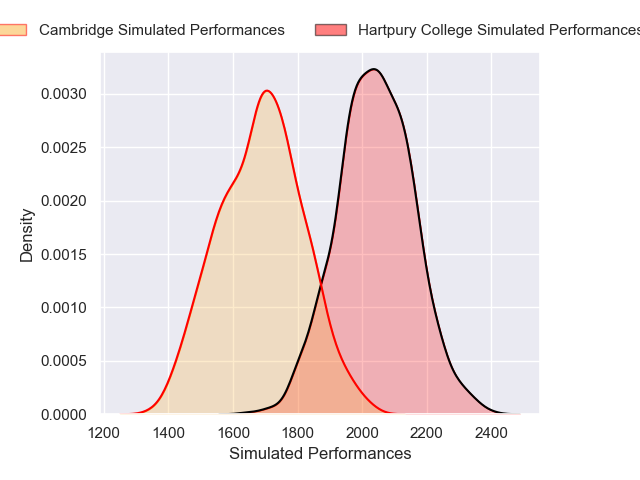 Cambridge Simulated Performances
Hartpury College Simulated Performances
0.0030
0.0025
0.0020
0.0015
0.0010
0.0005
0.0000
Density
1200 1400 1600 1800 2000 2200 2400
Simulated Performances